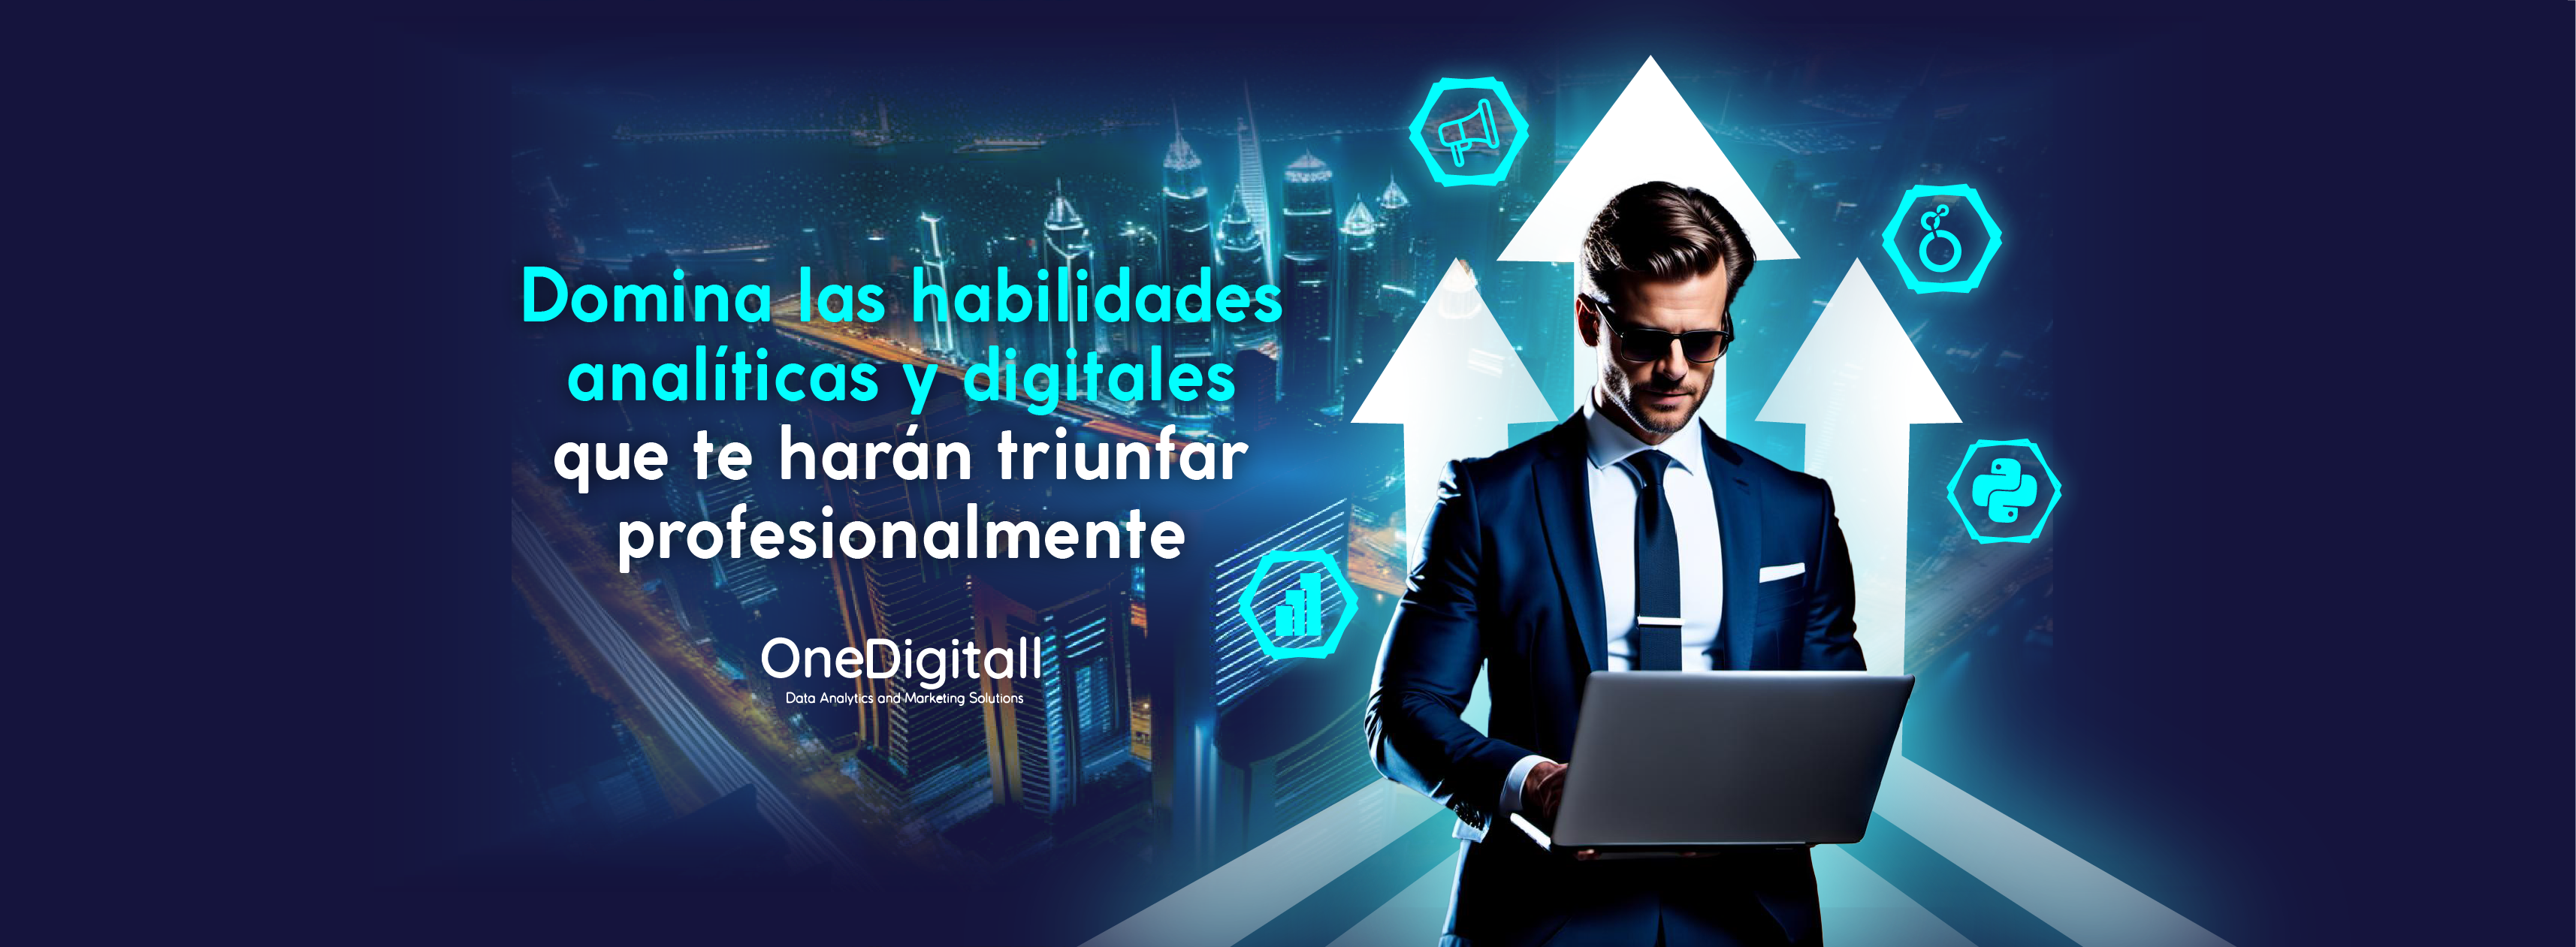 Domina las habilidades
analíticas y digitales
que te harán triunfar
profesionalmente
OneDigitall
Data Analytics and Marketing Solutions